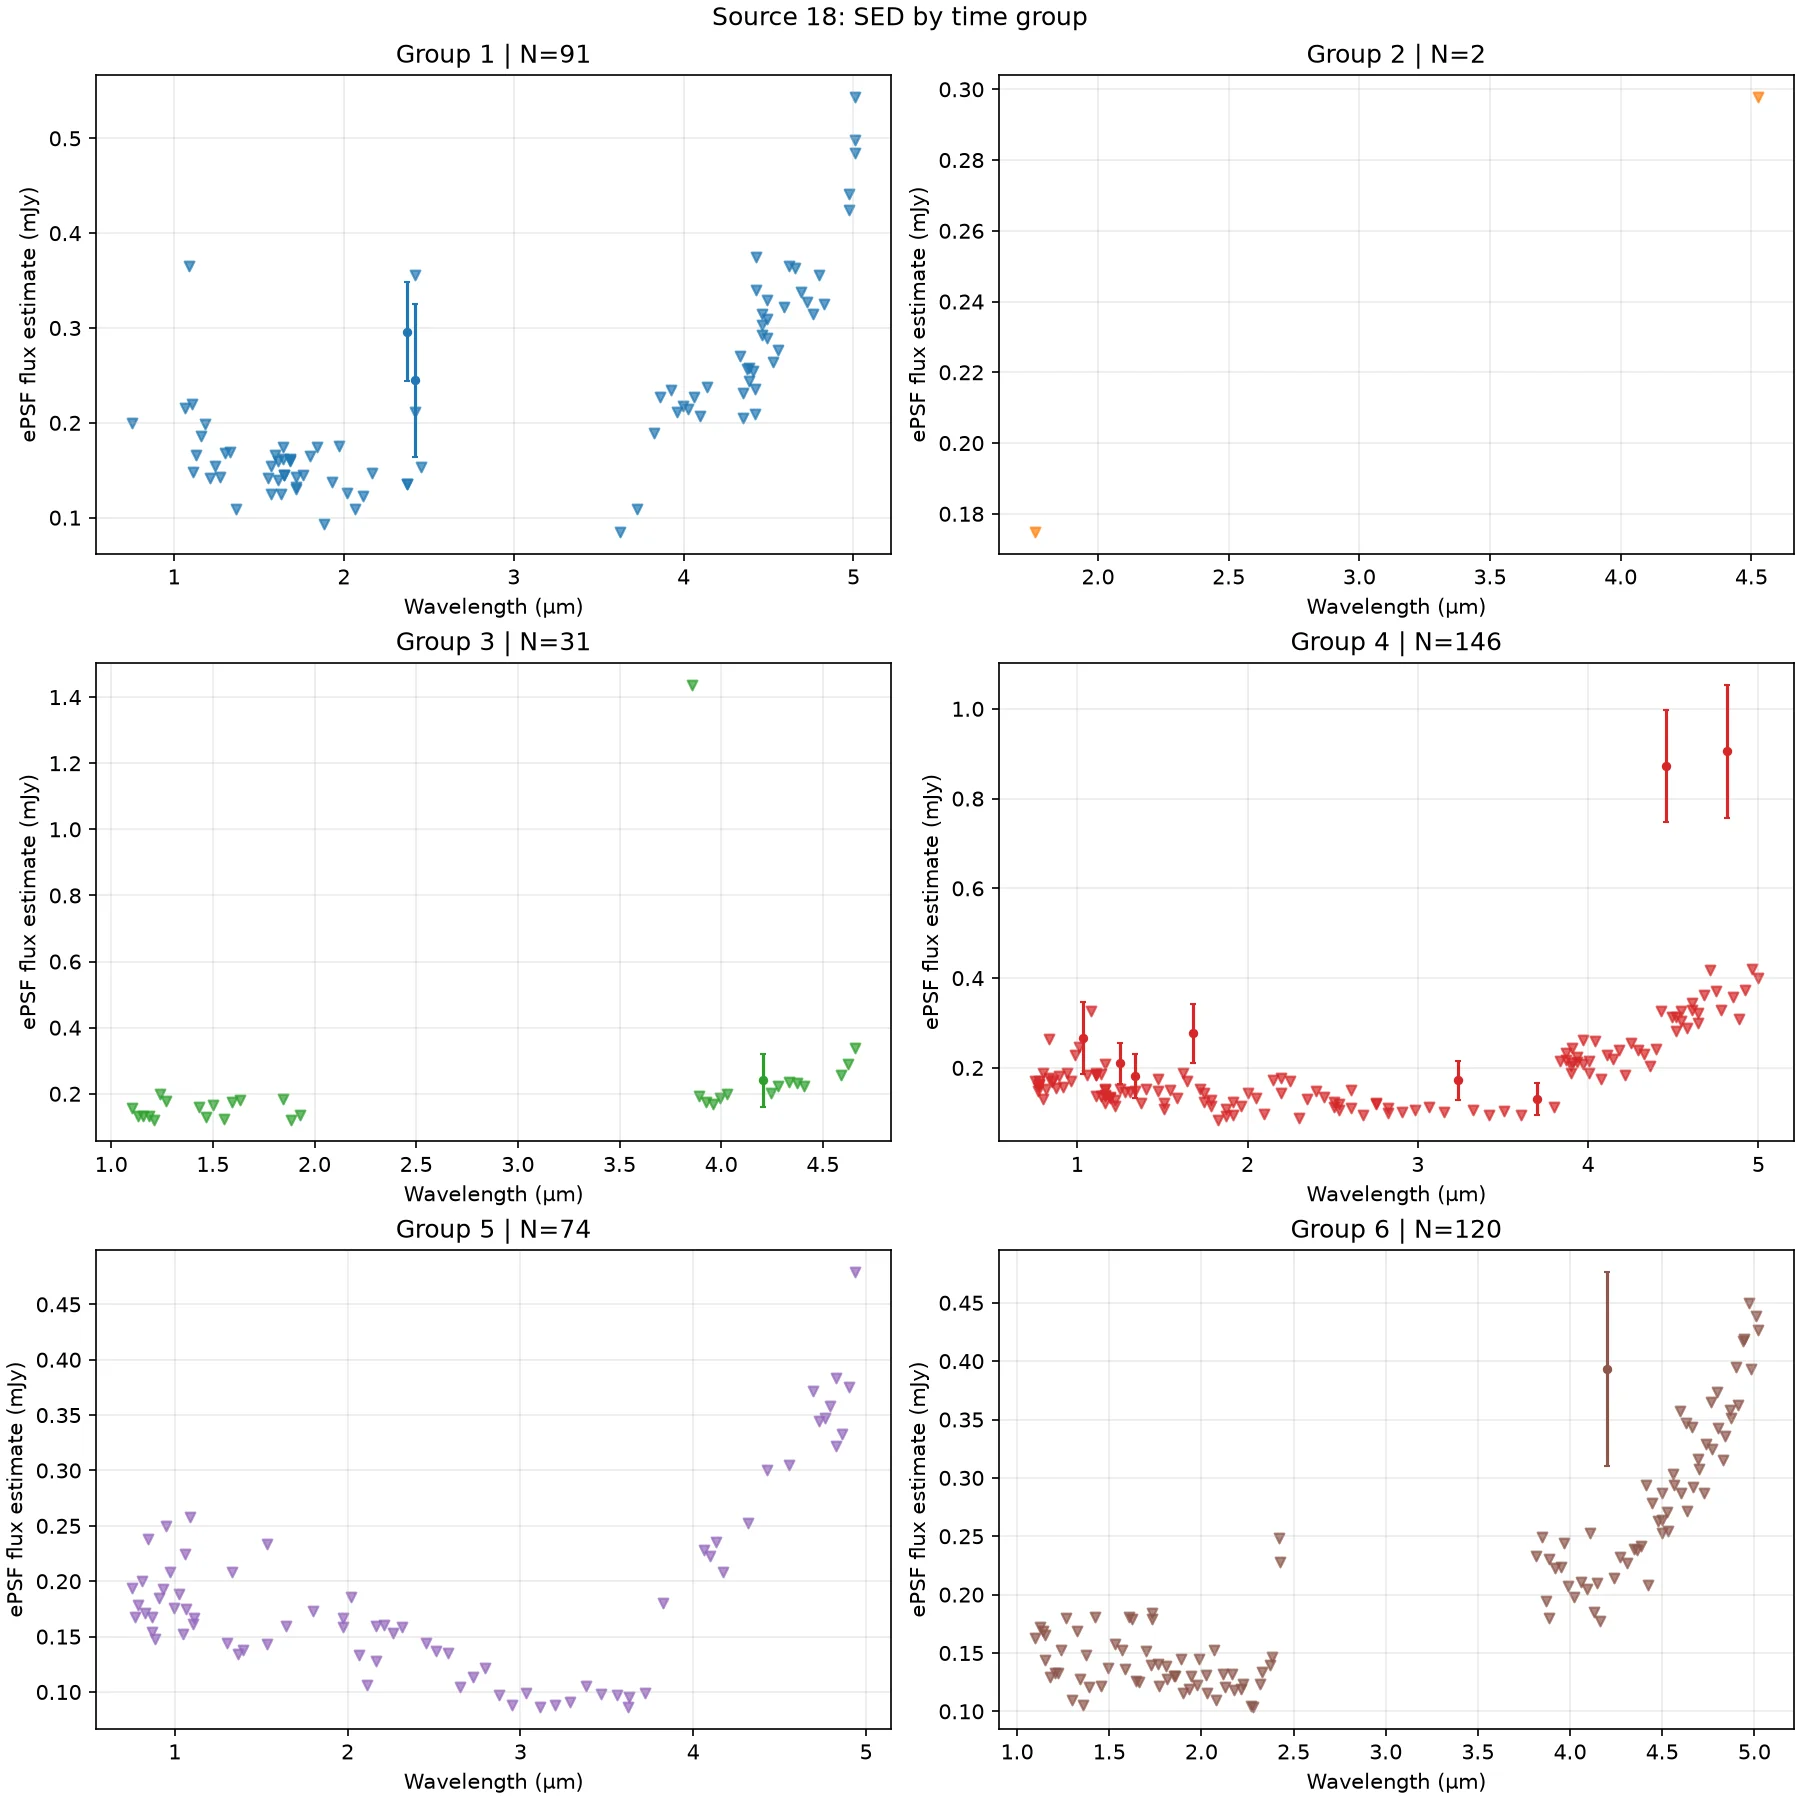 Source 18: SED by time group
Group 1 | N=91
ePSF flux estimate (mJy)
0.5
0.4
0.3
0.2
0.1
1 2 3 4 5
Wavelength (µm)
Group 2 | N=2
ePSF flux estimate (mJy)
0.30
0.28
0.26
0.24
0.22
0.20
0.18
2.0 2.5 3.0 3.5 4.0 4.5
Wavelength (µm)
Group 3 | N=31
ePSF flux estimate (mJy)
1.4
1.2
1.0
0.8
0.6
0.4
0.2
1.0 1.5 2.0 2.5 3.0 3.5 4.0 4.5
Wavelength (µm)
Group 4 | N=146
ePSF flux estimate (mJy)
1.0
0.8
0.6
0.4
0.2
1 2 3 4 5
Wavelength (µm)
Group 5 | N=74
ePSF flux estimate (mJy)
0.45
0.40
0.35
0.30
0.25
0.20
0.15
0.10
1 2 3 4 5
Wavelength (µm)
Group 6 | N=120
ePSF flux estimate (mJy)
0.45
0.40
0.35
0.30
0.25
0.20
0.15
0.10
1.0 1.5 2.0 2.5 3.0 3.5 4.0 4.5 5.0
Wavelength (µm)